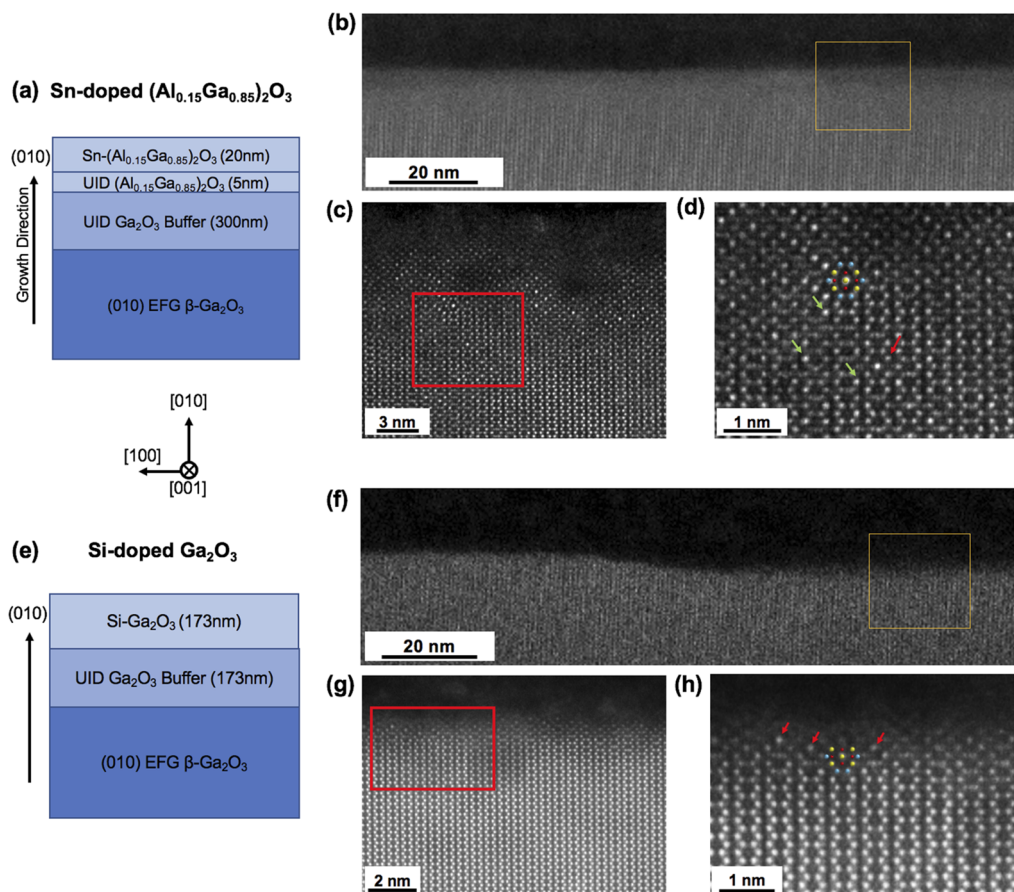 (a) Sn-doped (Al0.15Ga0.85)2O3
(010)
Growth Direction
Sn-(Al0.15Ga0.85)2O3 (20nm)
UID (Al0.15Ga0.85)2O3 (5nm)
UID Ga2O3 Buffer (300nm)
(010) EFG β-Ga2O3
[010]
[100]
[001]
(b)
20 nm
(c)
3 nm
(d)
1 nm
(e) Si-doped Ga2O3
(010)
Si-Ga2O3 (173nm)
UID Ga2O3 Buffer (173nm)
(010) EFG β-Ga2O3
(f)
20 nm
(g)
2 nm
(h)
1 nm